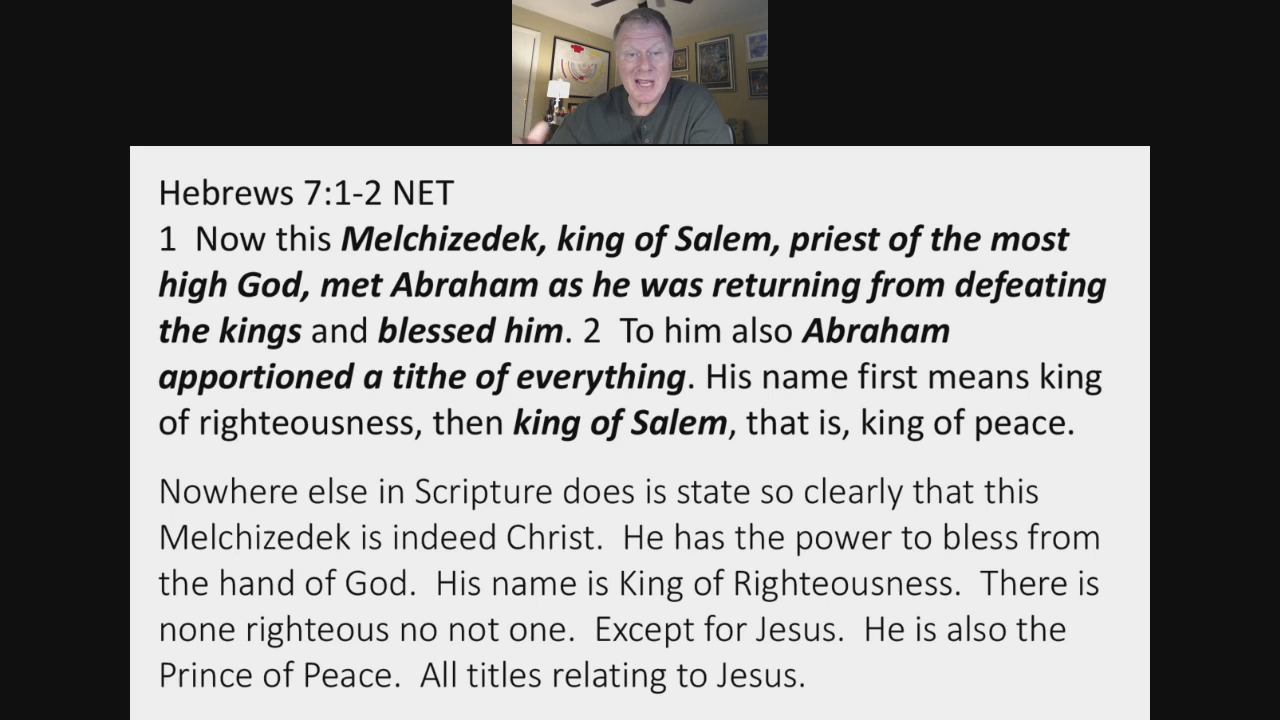 Hebrews 7:1-2 NET
1 Now this Melchizedek, king of Salem, priest of the most
high God, met Abraham as he was returning from defeating
the kings and blessed him. 2 To him also Abraham
apportioned a tithe of everything. His name first means king
of righteousness, then king of Salem, that is, king of peace.
Nowhere else in Scripture does is state so clearly that this
Melchizedek is indeed Christ. He has the power to bless from
the hand of God. His name is King of Righteousness. There is
none righteous no not one. Except for Jesus. He is also the
Prince of Peace. All titles relating to Jesus.